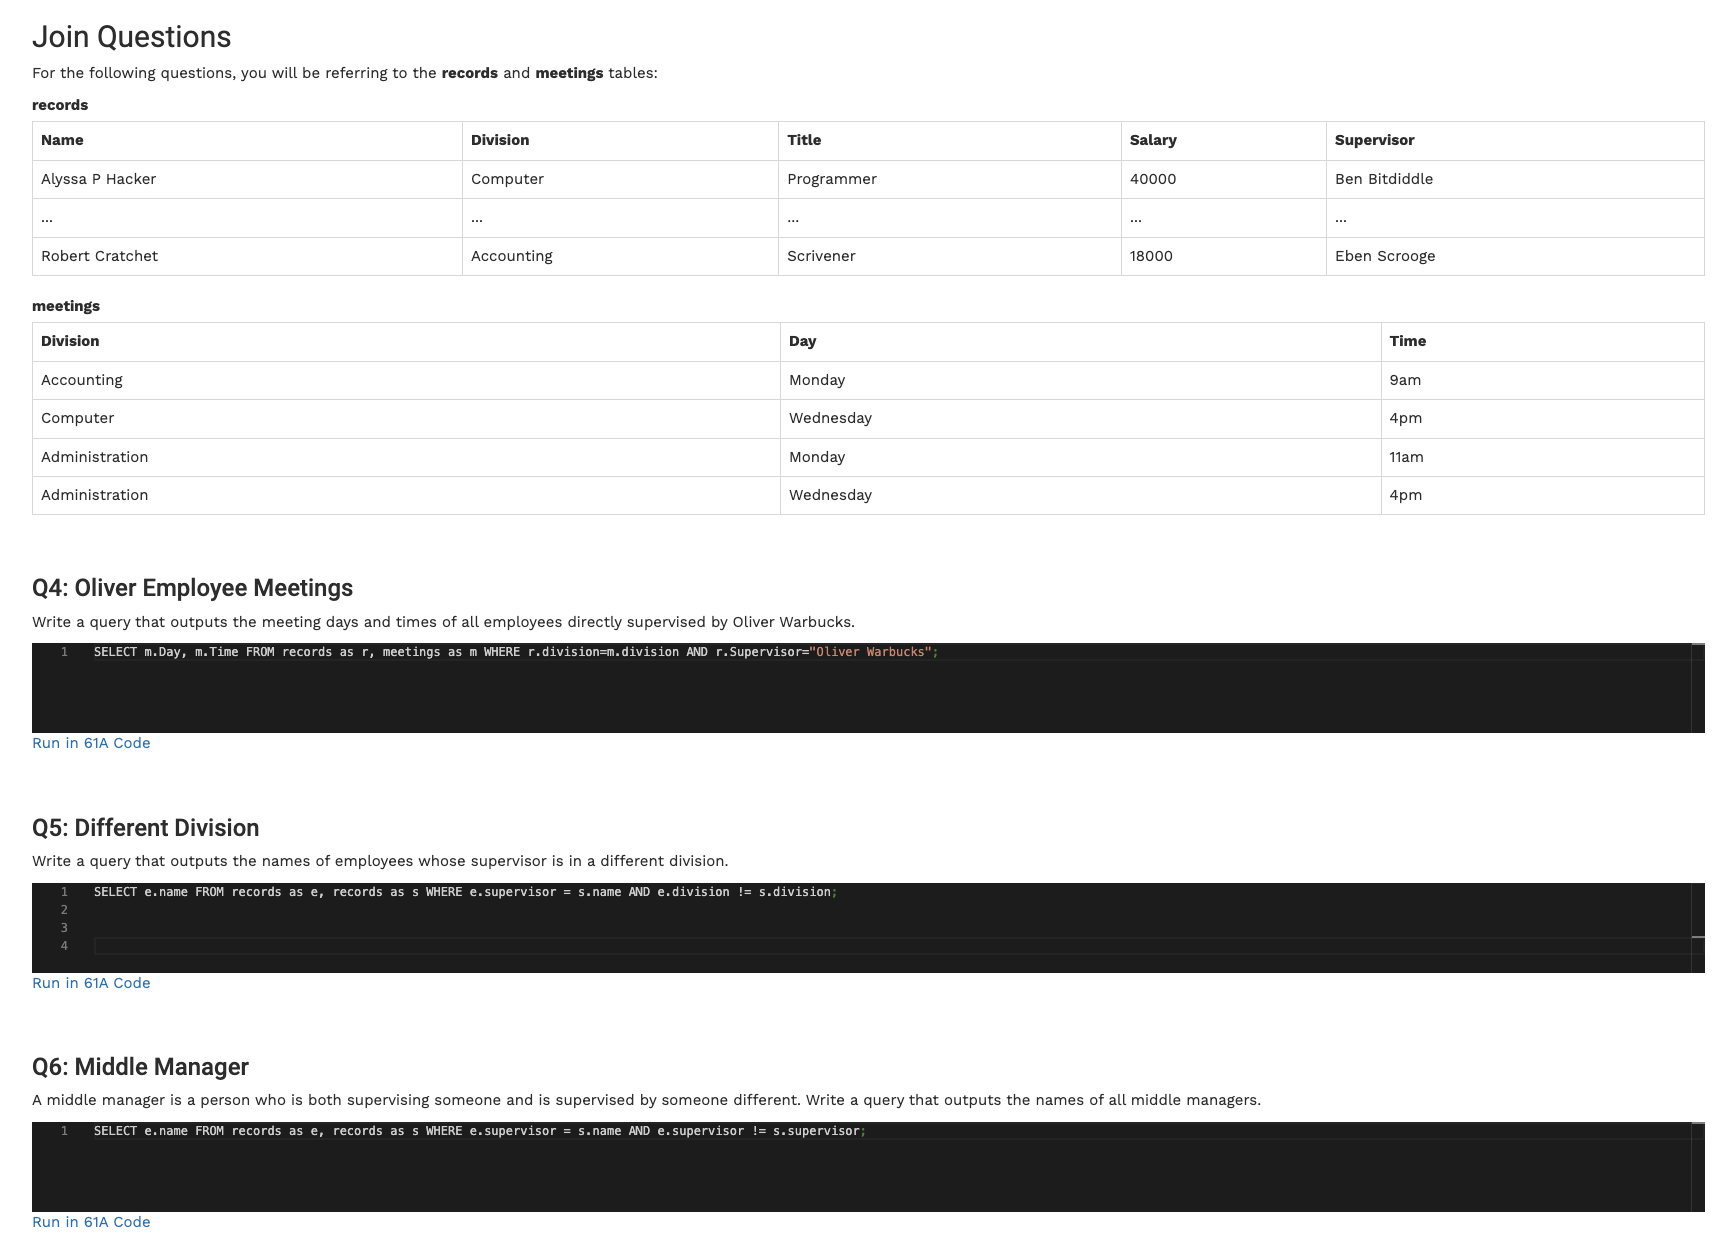 Join Questions
For the following questions, you will be referring to the records and meetings tables:
records
Name Division Title Salary Supervisor
Alyssa P Hacker Computer Programmer 40000 Ben Bitdiddle
... ... ... ... ...
Robert Cratchet Accounting Scrivener 18000 Eben Scrooge
meetings
Division Day Time
Accounting Monday 9am
Computer Wednesday 4pm
Administration Monday 11am
Administration Wednesday 4pm
Q4: Oliver Employee Meetings
Write a query that outputs the meeting days and times of all employees directly supervised by Oliver Warbucks.
1 SELECT m.Day, m.Time FROM records as r, meetings as m WHERE r.division=m.division AND r.Supervisor="Oliver Warbucks";
Run in 61A Code
Q5: Different Division
Write a query that outputs the names of employees whose supervisor is in a different division.
1 SELECT e.name FROM records as e, records as s WHERE e.supervisor = s.name AND e.division != s.division;
2
3
4
Run in 61A Code
Q6: Middle Manager
A middle manager is a person who is both supervising someone and is supervised by someone different. Write a query that outputs the names of all middle managers.
1 SELECT e.name FROM records as e, records as s WHERE e.supervisor = s.name AND e.supervisor != s.supervisor;
Run in 61A Code